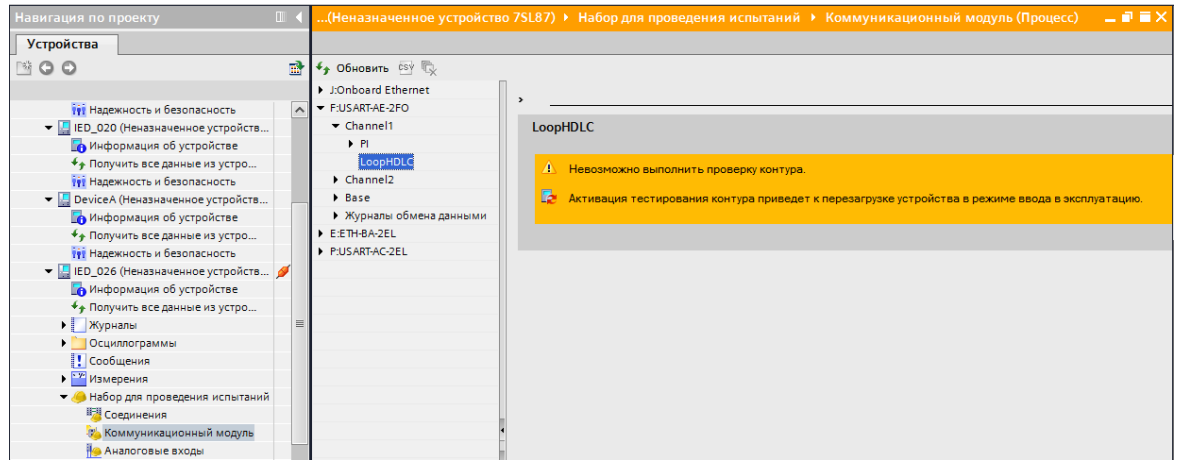 Навигация по проекту
...(Неназначенное устройство 7SL87) Набор для проведения испытаний Коммуникационный модуль (Процесс)
Устройства
Обновить CSV
J:Onboard Ethernet
F:USART-AE-2FO
Channel1
PI
LoopHDLC
Channel2
Base
Журналы обмена данными
E:ETH-BA-2EL
P:USART-AC-2EL
Надежность и безопасность
IED_020 (Неназначенное устройств...
Информация об устройстве
Получить все данные из устро...
Надежность и безопасность
DeviceA (Неназначенное устройств...
Информация об устройстве
Получить все данные из устро...
Надежность и безопасность
IED_026 (Неназначенное устройств...
Информация об устройстве
Получить все данные из устро...
Журналы
Осциллограммы
Сообщения
Измерения
Набор для проведения испытаний
Соединения
Коммуникационный модуль
Аналоговые входы
LoopHDLC
Невозможно выполнить проверку контура.
Активация тестирования контура приведет к перезагрузке устройства в режиме ввода в эксплуатацию.